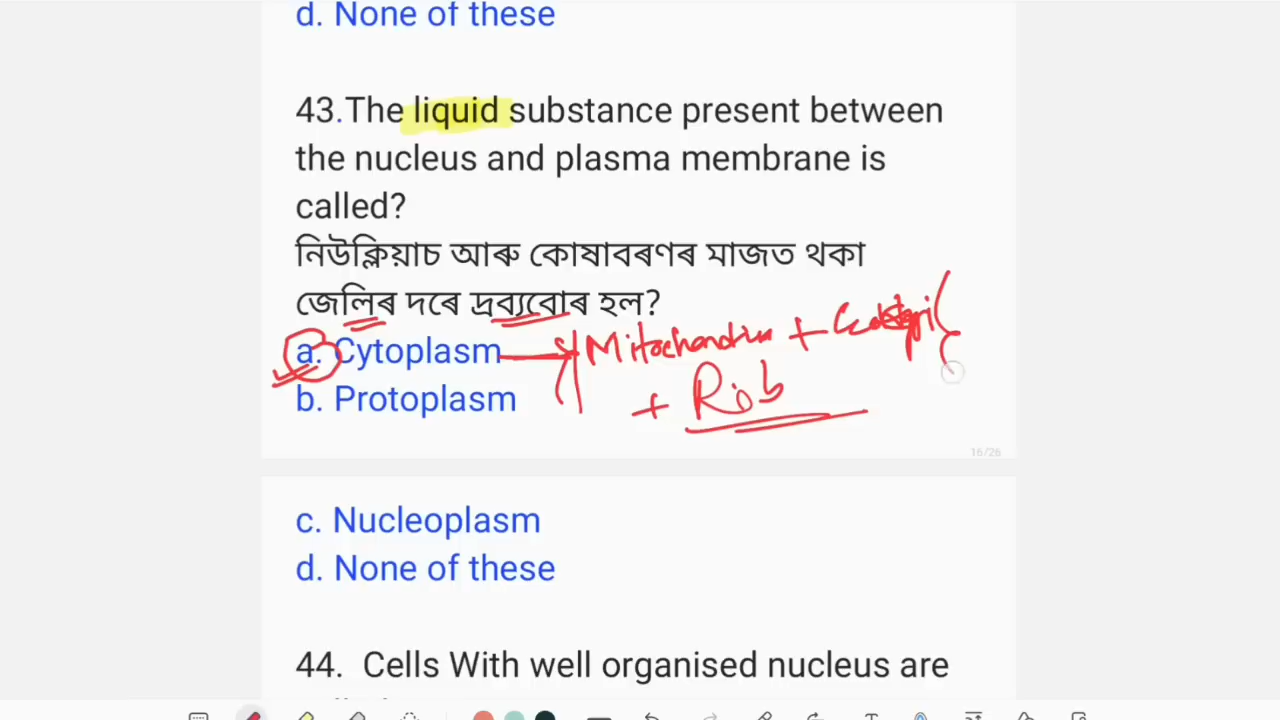 d. None of these
43.The liquid substance present between
the nucleus and plasma membrane is
called?
নিউক্লিয়াচ আৰু কোষাবৰণৰ মাজত থকা
জেলিৰ দৰে দ্ৰব্যবোৰ হল?
a. Cytoplasm Mitochondria +
b. Protoplasm + Rib
16/26
c. Nucleoplasm
d. None of these
44. Cells With well organised nucleus are